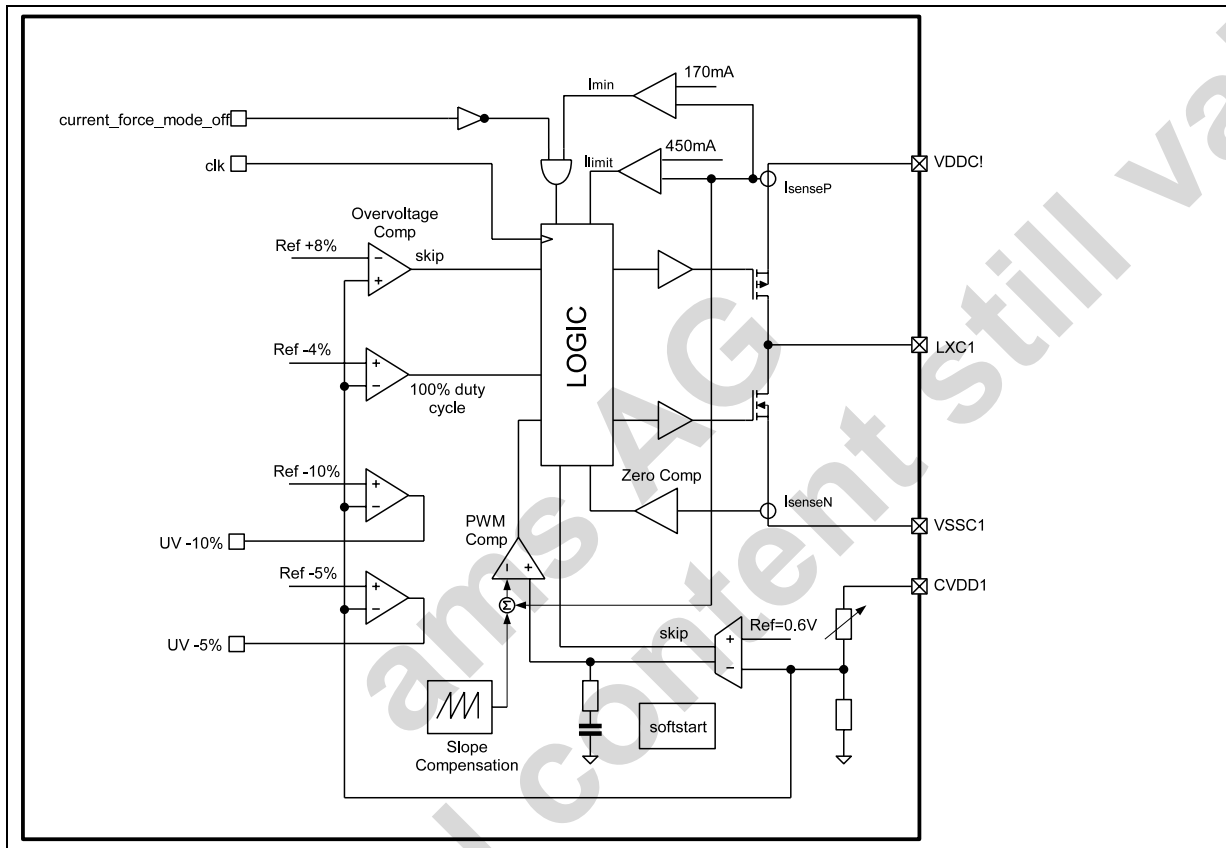 170mA
Imin
current_force_mode_off
450mA
clk
Ilimit
VDDC!
IsenseP
Overvoltage
Comp
Ref +8%
skip
−
+
LOGIC
LXC1
Ref -4%
+
−
100% duty
cycle
Zero Comp
IsenseN
Ref -10%
+
−
PWM
Comp
VSSC1
UV -10%
− +
Ref -5%
+
−
CVDD1
Σ
Ref=0.6V
skip
+
−
UV -5%
softstart
Slope
Compensation
ams AG
content still va